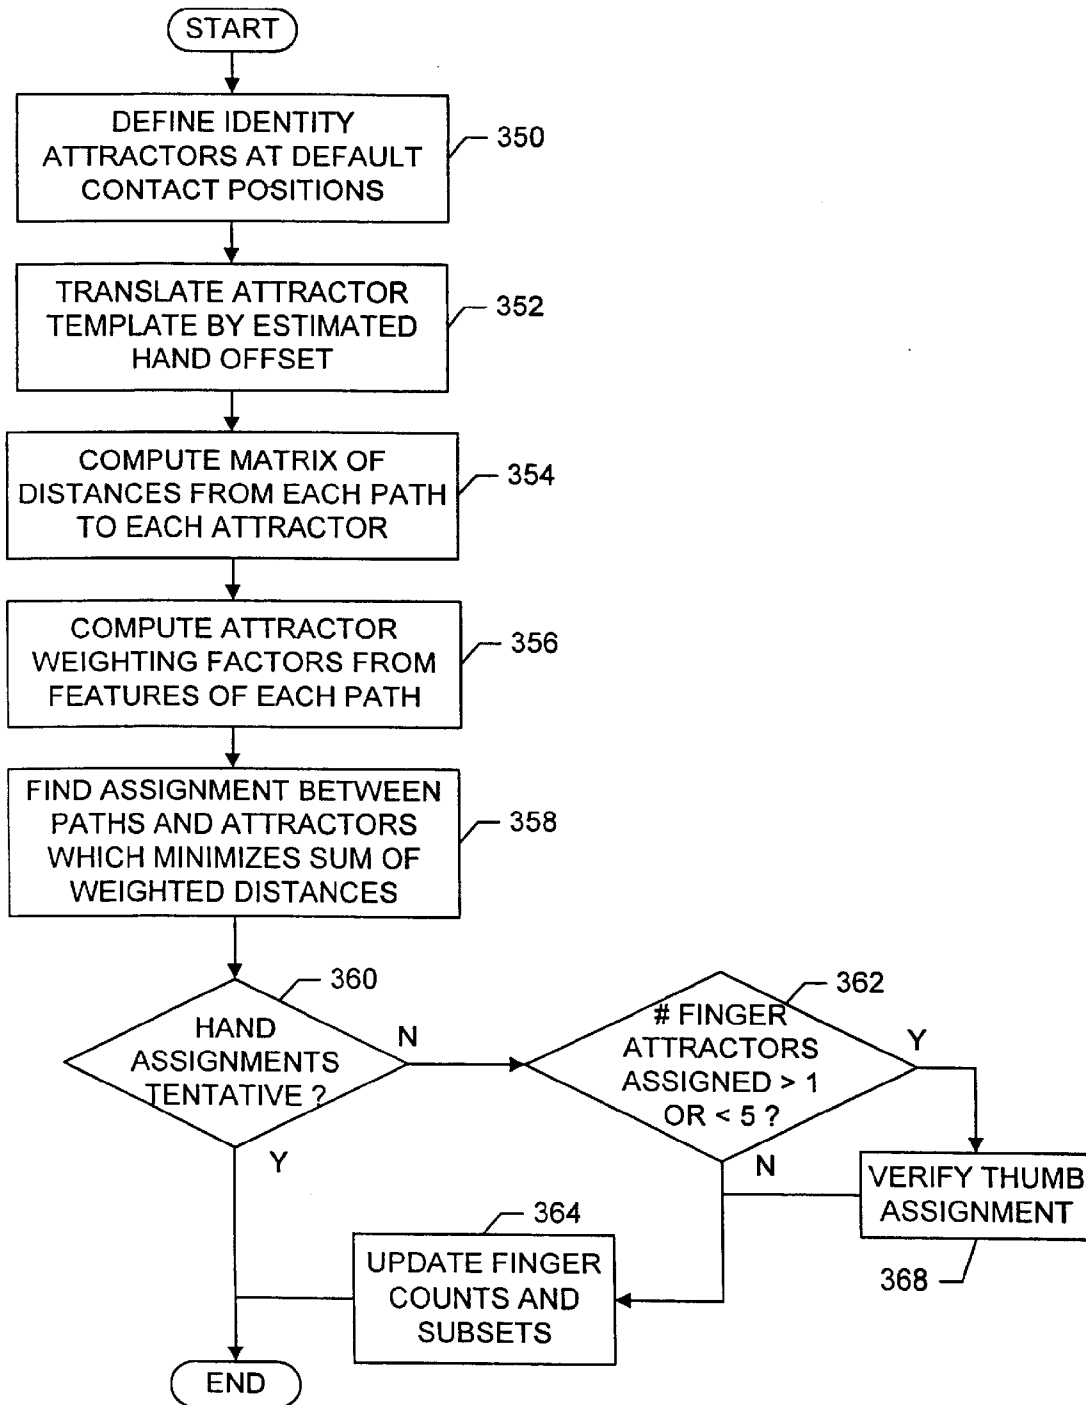 START
DEFINE IDENTITY
ATTRACTORS AT DEFAULT
CONTACT POSITIONS
350
TRANSLATE ATTRACTOR
TEMPLATE BY ESTIMATED
HAND OFFSET
352
COMPUTE MATRIX OF
DISTANCES FROM EACH PATH
TO EACH ATTRACTOR
354
COMPUTE ATTRACTOR
WEIGHTING FACTORS FROM
FEATURES OF EACH PATH
356
FIND ASSIGNMENT BETWEEN
PATHS AND ATTRACTORS
WHICH MINIMIZES SUM OF
WEIGHTED DISTANCES
358
360
HAND
ASSIGNMENTS
TENTATIVE ?
N
Y
362
# FINGER
ATTRACTORS
ASSIGNED > 1
OR < 5 ?
Y
N
VERIFY THUMB
ASSIGNMENT
368
364
UPDATE FINGER
COUNTS AND
SUBSETS
END